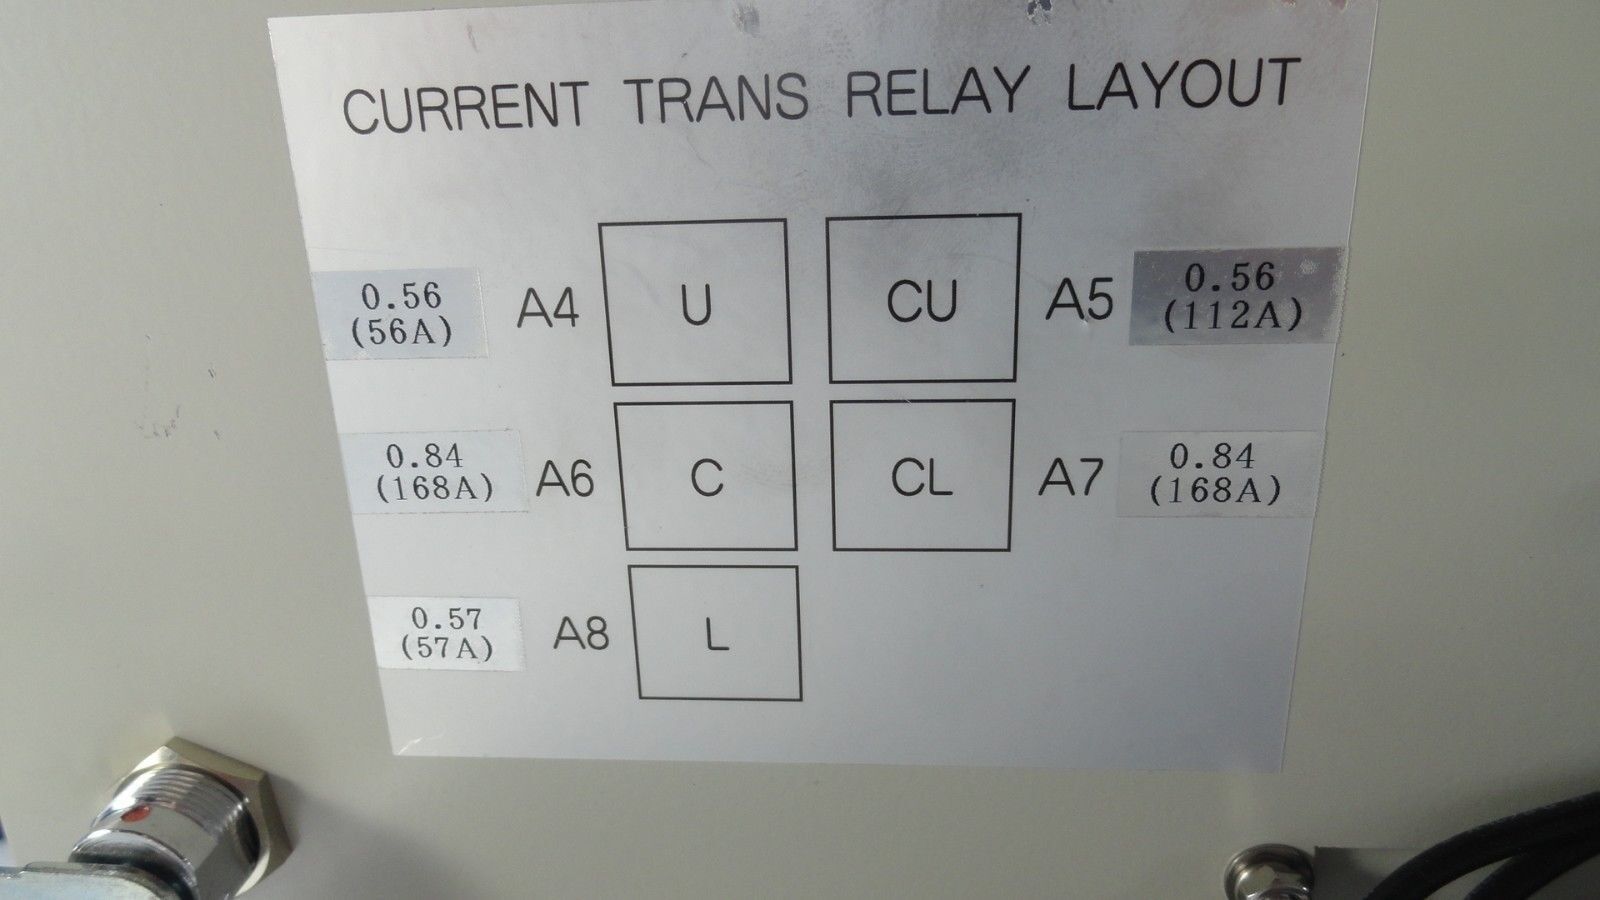 CURRENT TRANS RELAY LAYOUT
0.56
(56A)
A4
U
CU
A5
0.56
(112A)
0.84
(168A)
A6
C
CL
A7
0.84
(168A)
0.57
(57A)
A8
L